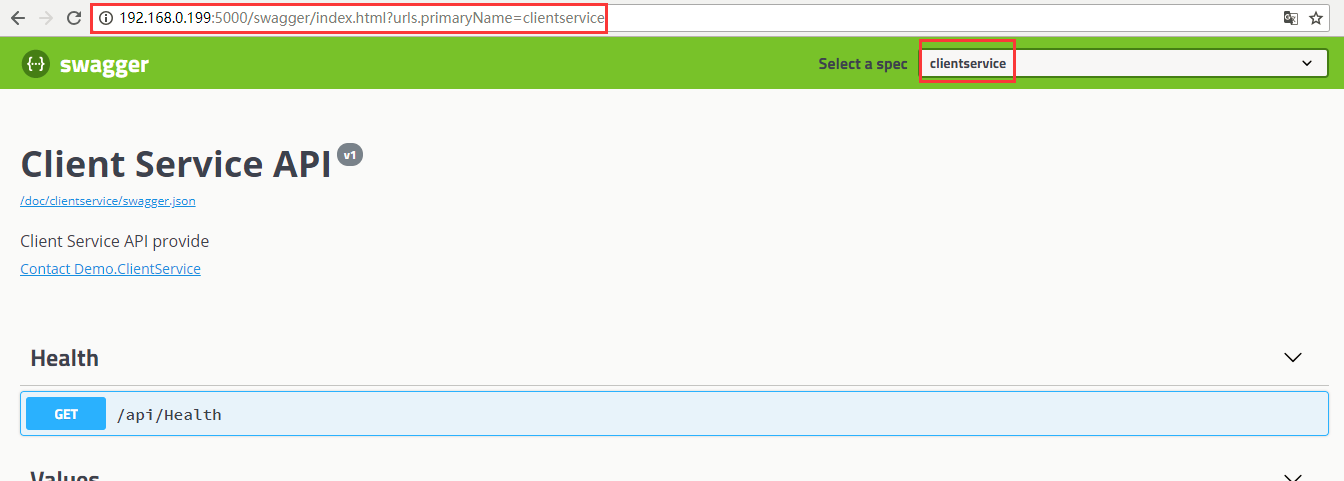 192.168.0.199:5000/swagger/index.html?urls.primaryName=clientservice
{··} swagger Select a spec clientservice
Client Service API v1
/doc/clientservice/swagger.json
Client Service API provide
Contact Demo.ClientService
Health
GET /api/Health
Values